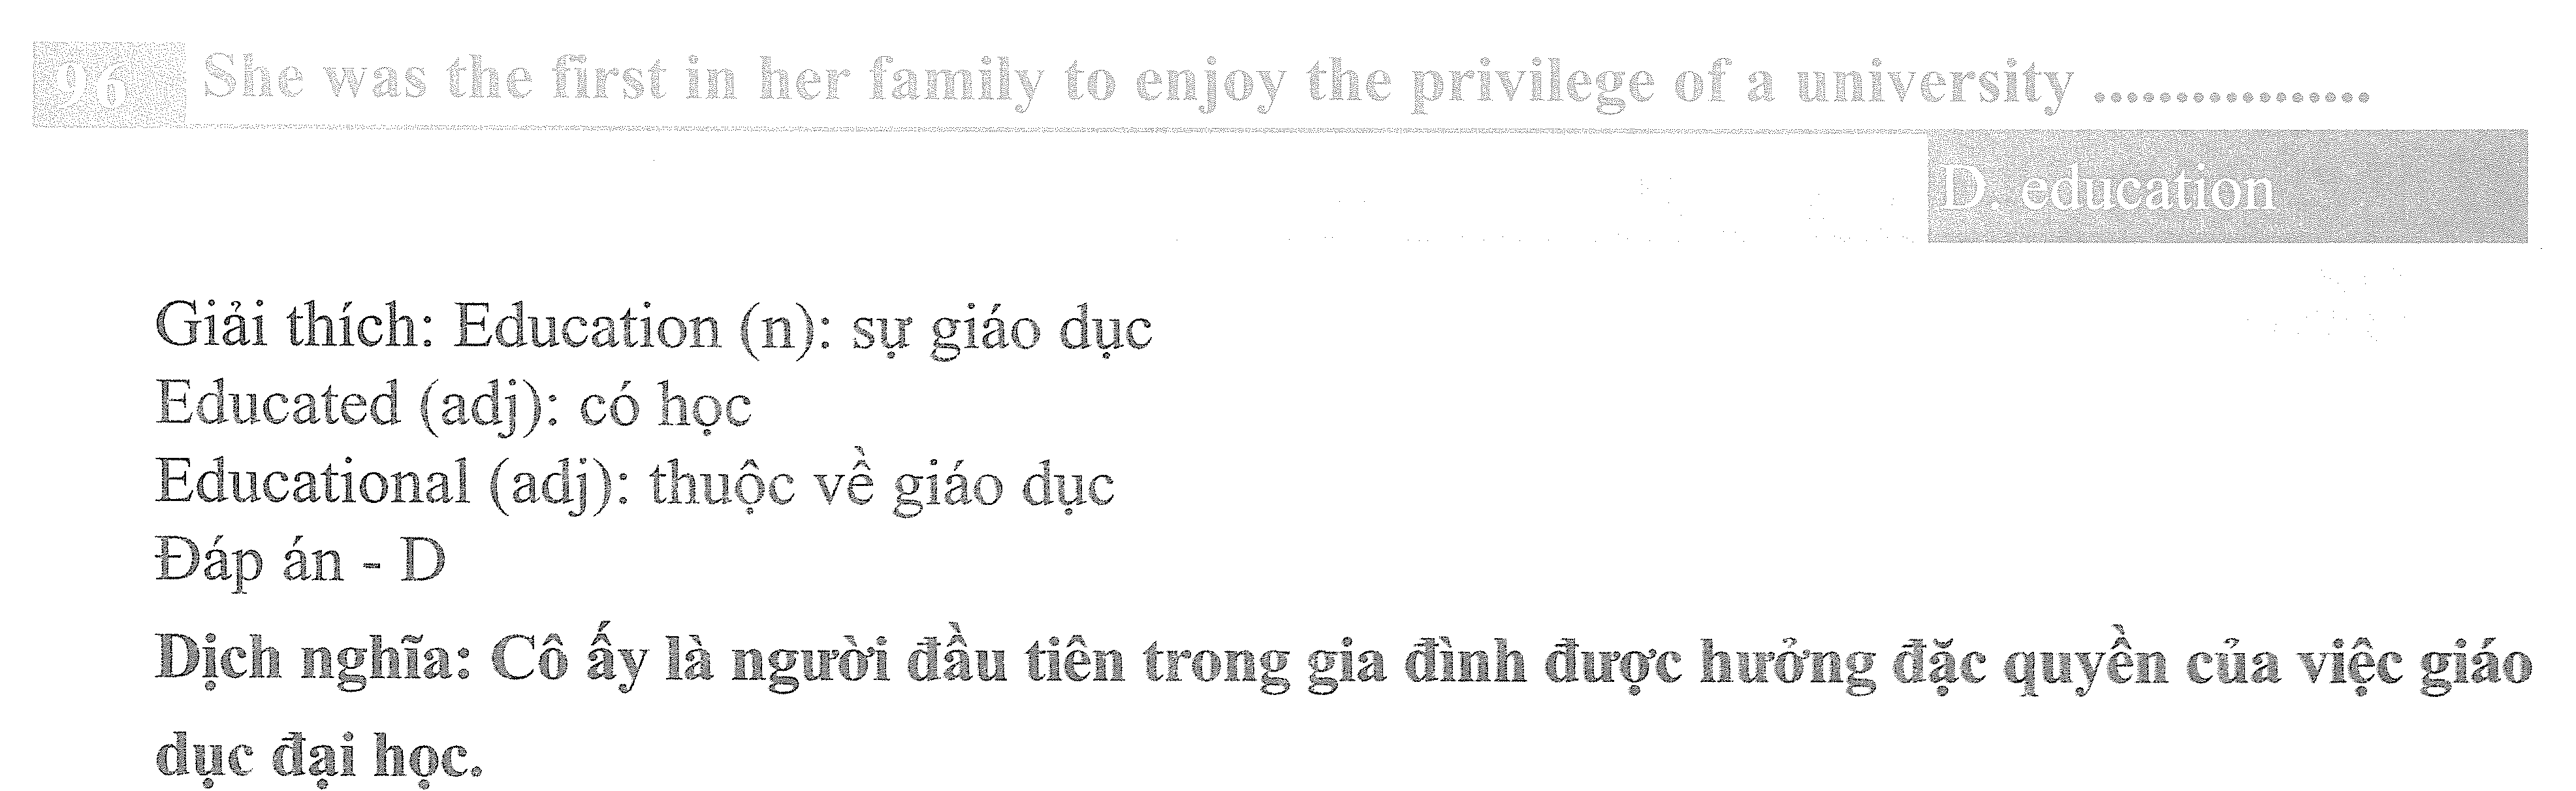 96 She was the first in her family to enjoy the privilege of a university ................
D. education
Giải thích: Education (n): sự giáo dục
Educated (adj): có học
Educational (adj): thuộc về giáo dục
Đáp án - D
Dịch nghĩa: Cô ấy là người đầu tiên trong gia đình được hưởng đặc quyền của việc giáo
dục đại học.